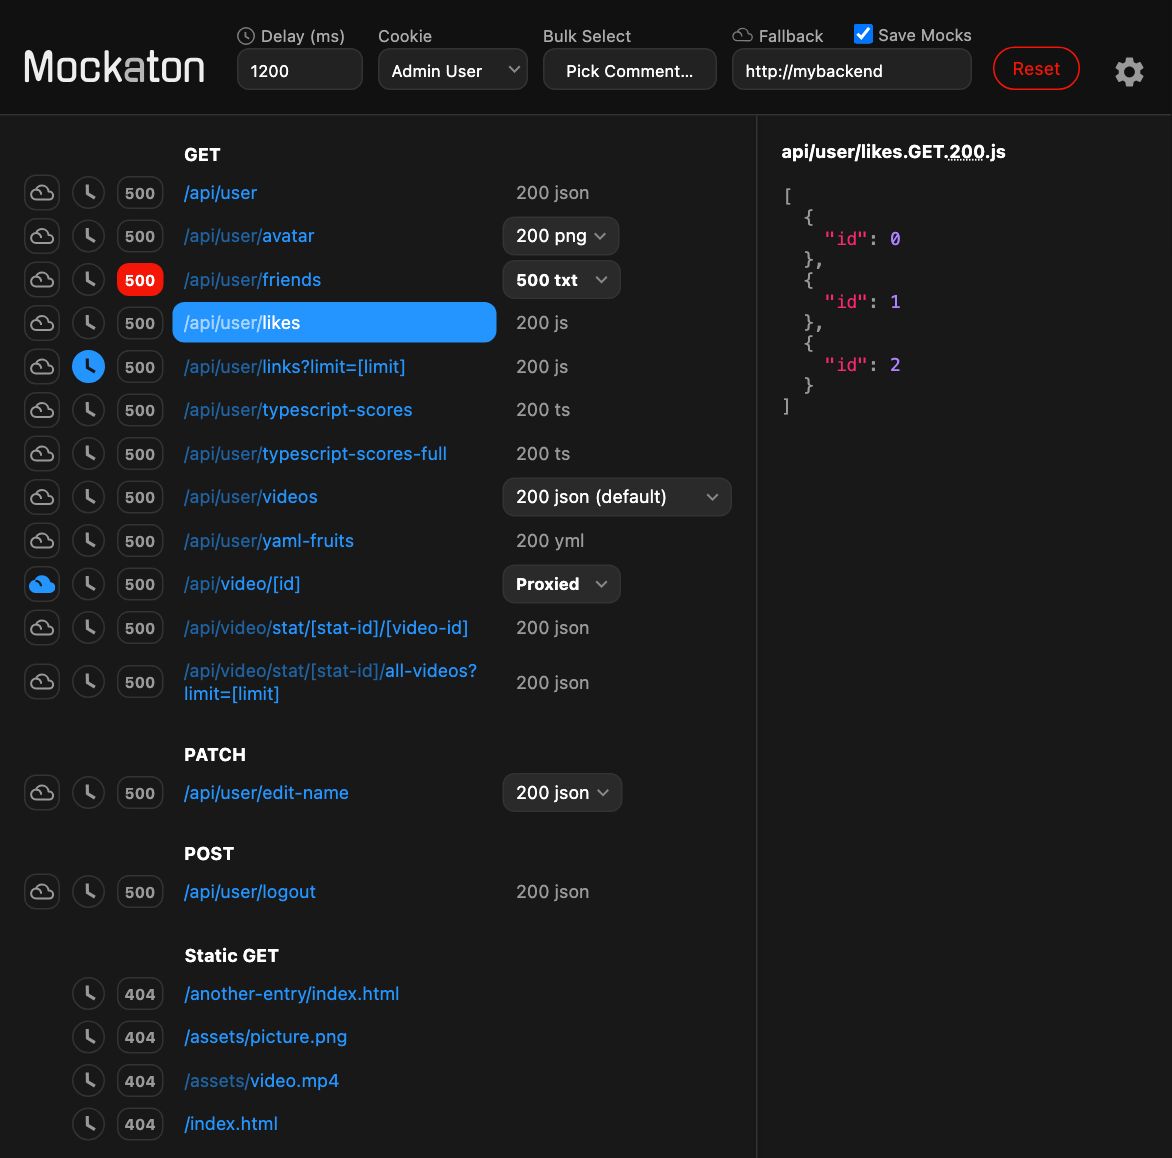 Mockaton
Delay (ms)
1200
Cookie
Admin User
Bulk Select
Pick Comment...
Fallback
Save Mocks
http://mybackend
Reset
GET
500 /api/user 200 json
500 /api/user/avatar 200 png
500 /api/user/friends 500 txt
500 /api/user/likes 200 js
500 /api/user/links?limit=[limit] 200 js
500 /api/user/typescript-scores 200 ts
500 /api/user/typescript-scores-full 200 ts
500 /api/user/videos 200 json (default)
500 /api/user/yaml-fruits 200 yml
500 /api/video/[id] Proxied
500 /api/video/stat/[stat-id]/[video-id] 200 json
500 /api/video/stat/[stat-id]/all-videos? 200 json
limit=[limit]
PATCH
500 /api/user/edit-name 200 json
POST
500 /api/user/logout 200 json
Static GET
404 /another-entry/index.html
404 /assets/picture.png
404 /assets/video.mp4
404 /index.html
api/user/likes.GET.200.js
[
{
"id": 0
},
{
"id": 1
},
{
"id": 2
}
]